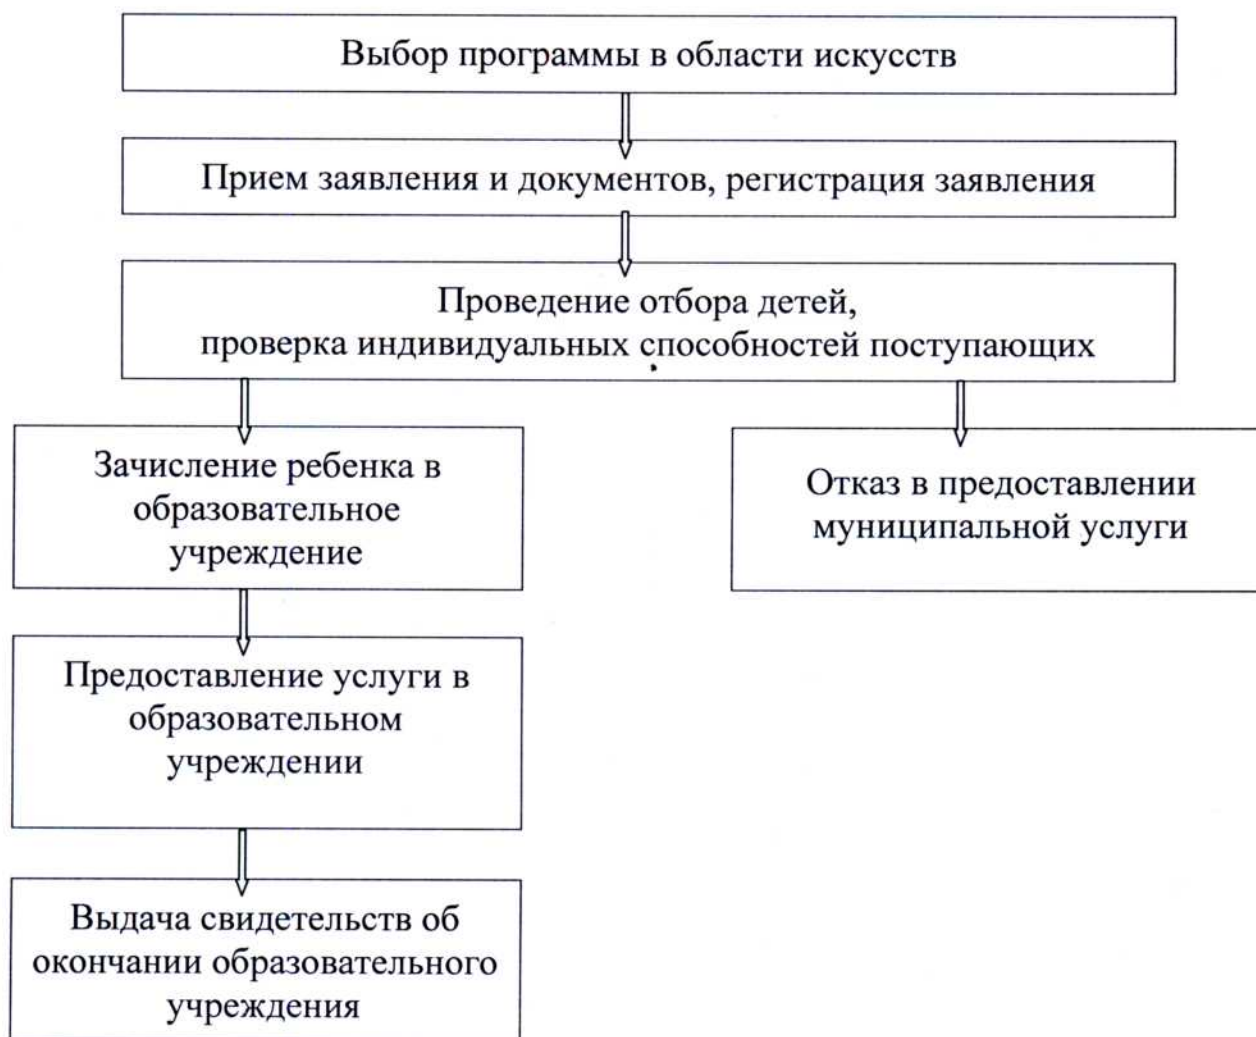 Выбор программы в области искусств
Прием заявления и документов, регистрация заявления
Проведение отбора детей,
проверка индивидуальных способностей поступающих
Зачисление ребенка в
образовательное
учреждение
Отказ в предоставлении
муниципальной услуги
Предоставление услуги в
образовательном
учреждении
Выдача свидетельств об
окончании образовательного
учреждения